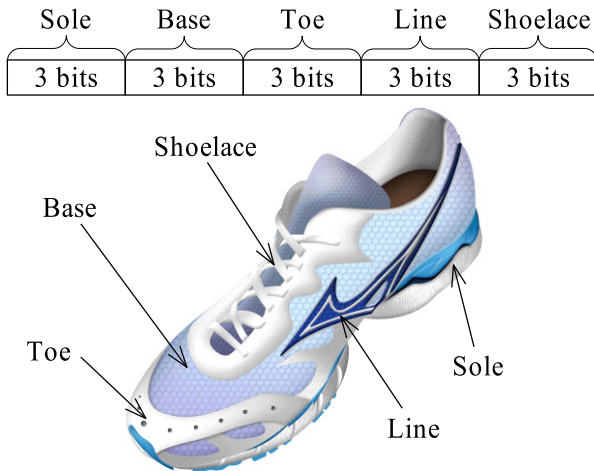 Sole Base Toe Line Shoelace
3 bits 3 bits 3 bits 3 bits 3 bits
Shoelace
Base
Toe
Sole
Line